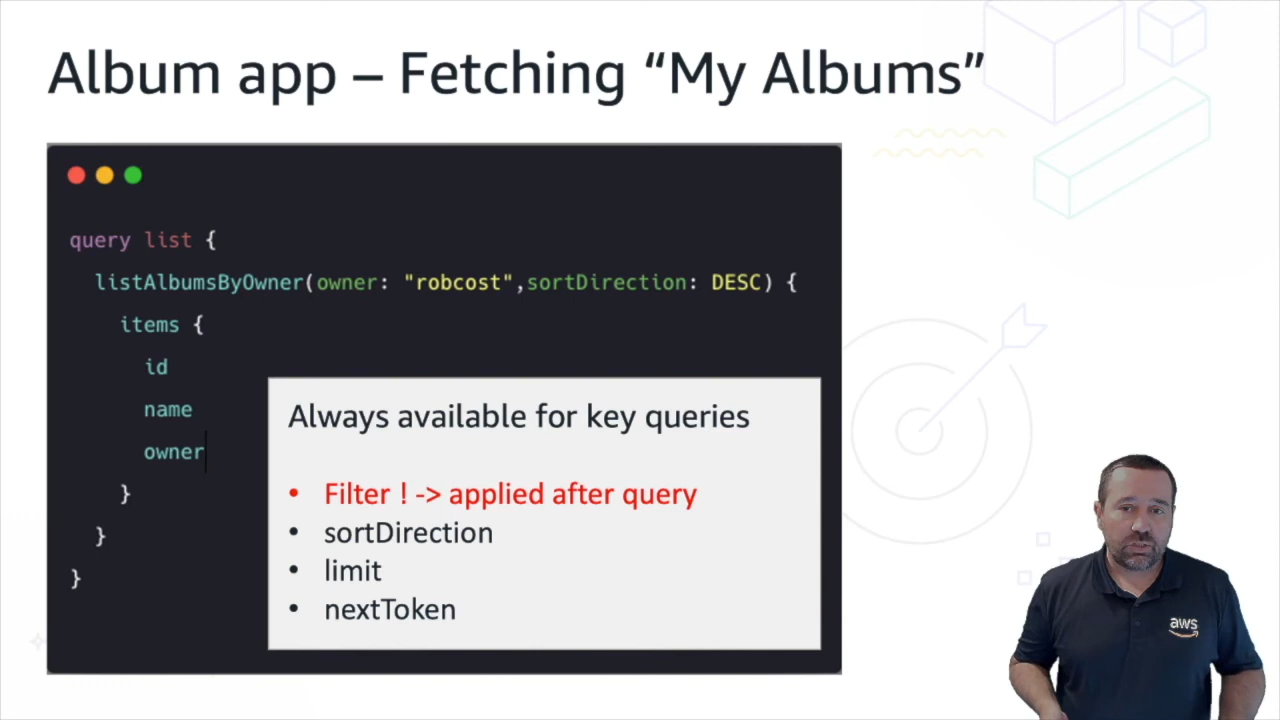 Album app – Fetching “My Albums”
query list {
listAlbumsByOwner(owner: "robcost",sortDirection: DESC) {
items {
id
name
owner
}
}
}
Always available for key queries
• Filter ! -> applied after query
• sortDirection
• limit
• nextToken
aws